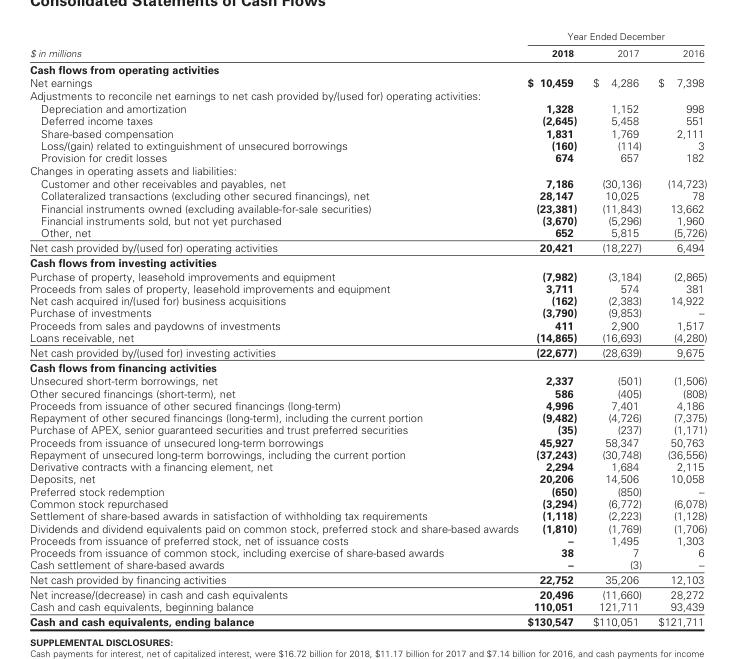 Consolidated Statements of Cash Flows
Year Ended December
$ in millions 2018 2017 2016
Cash flows from operating activities
Net earnings $ 10,459 $ 4,286 $ 7,398
Adjustments to reconcile net earnings to net cash provided by/(used for) operating activities:
Depreciation and amortization 1,328 1,152 998
Deferred income taxes (2,645) 5,458 551
Share-based compensation 1,831 1,769 2,111
Loss/(gain) related to extinguishment of unsecured borrowings (160) (114) 3
Provision for credit losses 674 657 182
Changes in operating assets and liabilities:
Customer and other receivables and payables, net 7,186 (30,136) (14,723)
Collateralized transactions (excluding other secured financings), net 28,147 10,025 78
Financial instruments owned (excluding available-for-sale securities) (23,381) (11,843) 13,662
Financial instruments sold, but not yet purchased (3,670) (5,296) 1,960
Other, net 652 5,815 (5,726)
Net cash provided by/(used for) operating activities 20,421 (18,227) 6,494
Cash flows from investing activities
Purchase of property, leasehold improvements and equipment (7,982) (3,184) (2,865)
Proceeds from sales of property, leasehold improvements and equipment 3,711 574 381
Net cash acquired in/(used for) business acquisitions (162) (2,383) 14,922
Purchase of investments (3,790) (9,853) –
Proceeds from sales and paydowns of investments 411 2,900 1,517
Loans receivable, net (14,865) (16,693) (4,280)
Net cash provided by/(used for) investing activities (22,677) (28,639) 9,675
Cash flows from financing activities
Unsecured short-term borrowings, net 2,337 (501) (1,506)
Other secured financings (short-term), net 586 (405) (808)
Proceeds from issuance of other secured financings (long-term) 4,996 7,401 4,186
Repayment of other secured financings (long-term), including the current portion (9,482) (4,726) (7,375)
Purchase of APEX, senior guaranteed securities and trust preferred securities (35) (237) (1,171)
Proceeds from issuance of unsecured long-term borrowings 45,927 58,347 50,763
Repayment of unsecured long-term borrowings, including the current portion (37,243) (30,748) (36,556)
Derivative contracts with a financing element, net 2,294 1,684 2,115
Deposits, net 20,206 14,506 10,058
Preferred stock redemption (650) (850) –
Common stock repurchased (3,294) (6,772) (6,078)
Settlement of share-based awards in satisfaction of withholding tax requirements (1,118) (2,223) (1,128)
Dividends and dividend equivalents paid on common stock, preferred stock and share-based awards (1,810) (1,769) (1,706)
Proceeds from issuance of preferred stock, net of issuance costs – 1,495 1,303
Proceeds from issuance of common stock, including exercise of share-based awards 38 7 6
Cash settlement of share-based awards – (3) –
Net cash provided by financing activities 22,752 35,206 12,103
Net increase/(decrease) in cash and cash equivalents 20,496 (11,660) 28,272
Cash and cash equivalents, beginning balance 110,051 121,711 93,439
Cash and cash equivalents, ending balance $130,547 $110,051 $121,711
SUPPLEMENTAL DISCLOSURES:
Cash payments for interest, net of capitalized interest, were $16.72 billion for 2018, $11.17 billion for 2017 and $7.14 billion for 2016, and cash payments for income